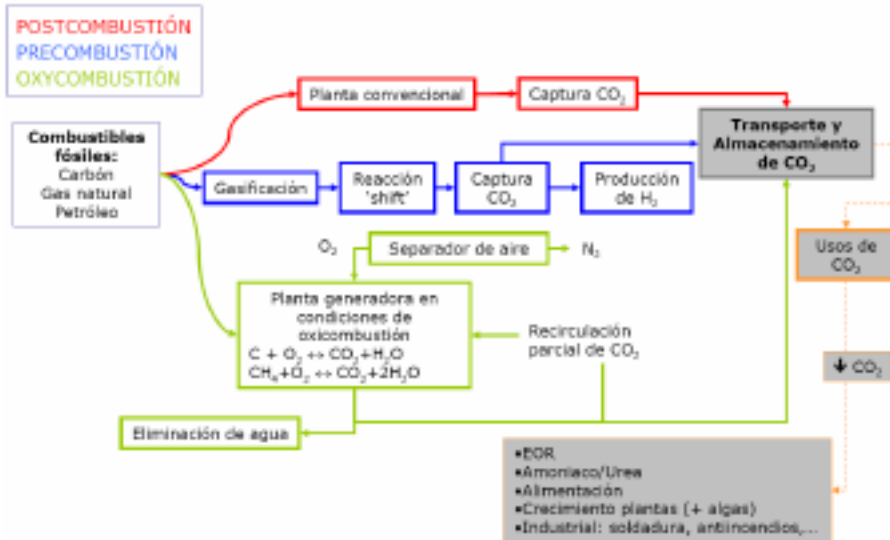 POSTCOMBUSTIÓN
PRECOMBUSTIÓN
OXYCOMBUSTIÓN
Combustibles
fósiles:
Carbón
Gas natural
Petróleo
Planta convencional
Captura CO₂
Transporte y
Almacenamiento
de CO₂
Gasificación
Reacción
'shift'
Captura
CO₂
Producción
de H₂
O₂
Separador de aire
N₂
Usos de
CO₂
Planta generadora en
condiciones de
oxicombustión
C + O₂ ↔ CO₂+H₂O
CH₄+O₂ ↔ CO₂+2H₂O
Recirculación
parcial de CO₂
CO₂
Eliminación de agua
•EOR
•Amoniaco/Urea
•Alimentación
•Crecimiento plantas (+ algas)
•Industrial: soldadura, antiincendios,...